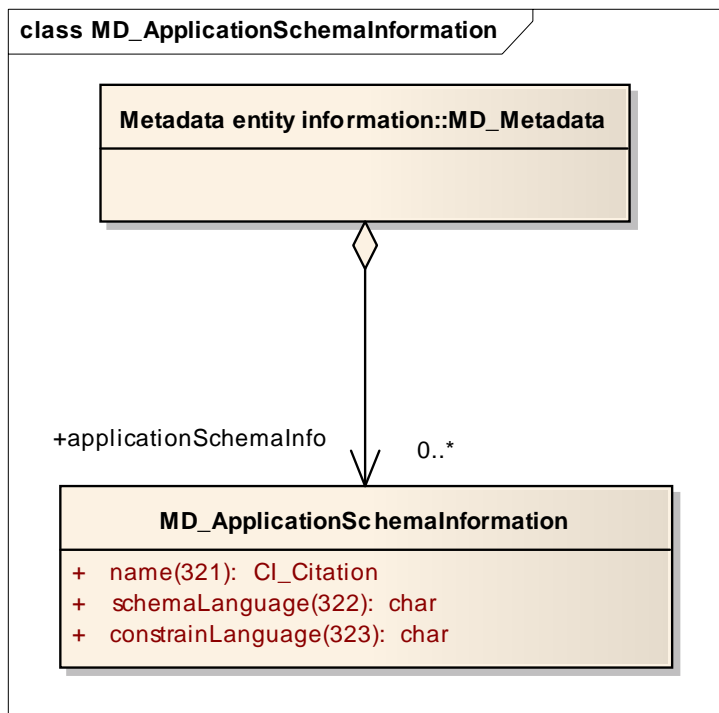 class MD_ApplicationSchemaInformation
Metadata entity information::MD_Metadata
+applicationSchemaInfo
0..*
MD_ApplicationSchemaInformation
+ name(321): CI_Citation
+ schemaLanguage(322): char
+ constrainLanguage(323): char